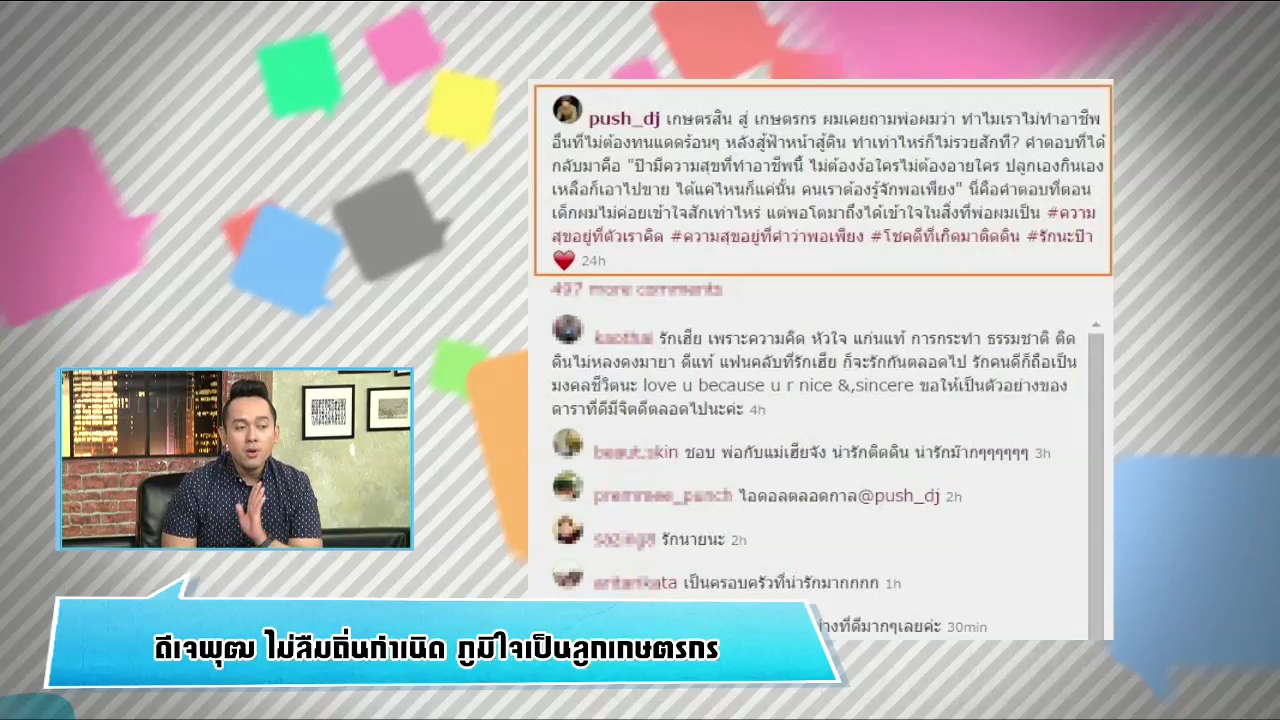 push_dj เกษตรสิน สู่ เกษตรกร ผมเคยถามพ่อผมว่า ทำไมเราไม่ทำอาชีพ
อื่นที่ไม่ต้องทนแดดร้อนๆ หลังสู้ฟ้าหน้าสู้ดิน ทำเท่าไหร่ก็ไม่รวยสักที? คำตอบที่ได้
กลับมาคือ "ป๊ามีความสุขที่ทำอาชีพนี้ ไม่ต้องง้อใครไม่ต้องอายใคร ปลูกเองกินเอง
เหลือก็เอาไปขาย ได้แค่ไหนก็แค่นั้น คนเราต้องรู้จักพอเพียง" นี่คือคำตอบที่ตอน
เด็กผมไม่ค่อยเข้าใจสักเท่าไหร่ แต่พอโตมาถึงได้เข้าใจในสิ่งที่พ่อผมเป็น #ความ
สุขอยู่ที่ตัวเราคิด #ความสุขอยู่ที่คำว่าพอเพียง #โชคดีที่เกิดมาติดดิน #รักนะป๊า
24h
497 more comments
รักเฮีย เพราะความคิด หัวใจ แก่นแท้ การกระทำ ธรรมชาติ ติด
ดินไม่หลงดงมายา ดีแท้ แฟนคลับที่รักเฮีย ก็จะรักกันตลอดไป รักคนดีก็ถือเป็น
มงคลชีวิตนะ love u because u r nice &,sincere ขอให้เป็นตัวอย่างของ
ดาราที่ดีมีจิตดีตลอดไปนะค่ะ 4h
ชอบ พ่อกับแม่เฮียจัง น่ารักติดดิน น่ารักม๊ากๆๆๆๆๆๆ 3h
ไอดอลตลอดกาล@push_dj 2h
รักนายนะ 2h
เป็นครอบครัวที่น่ารักมากกกก 1h
างที่ดีมากๆเลยค่ะ 30min
ดีเจพุฒ ไม่ลืมถิ่นกำเนิด ภูมิใจเป็นลูกเกษตรกร